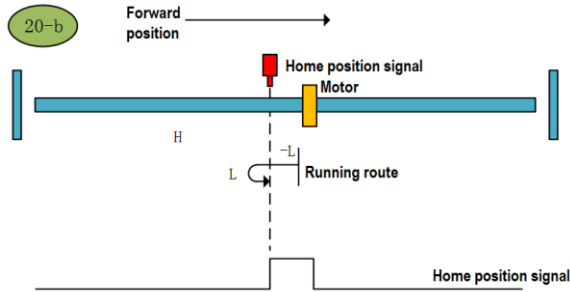 20-b
Forward
position
Home position signal
Motor
H
-L
L
Running route
Home position signal